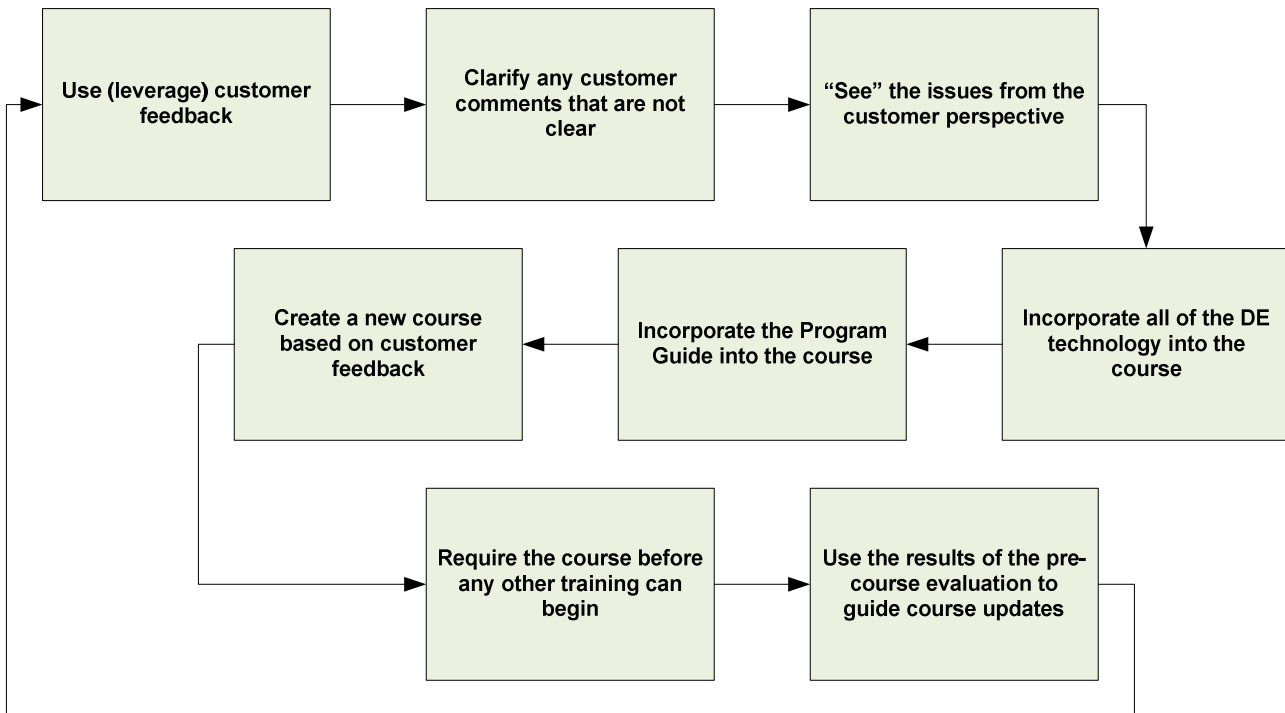 Use (leverage) customer
feedback
Clarify any customer
comments that are not
clear
“See” the issues from the
customer perspective
Incorporate all of the DE
technology into the
course
Incorporate the Program
Guide into the course
Create a new course
based on customer
feedback
Require the course before
any other training can
begin
Use the results of the pre-
course evaluation to
guide course updates